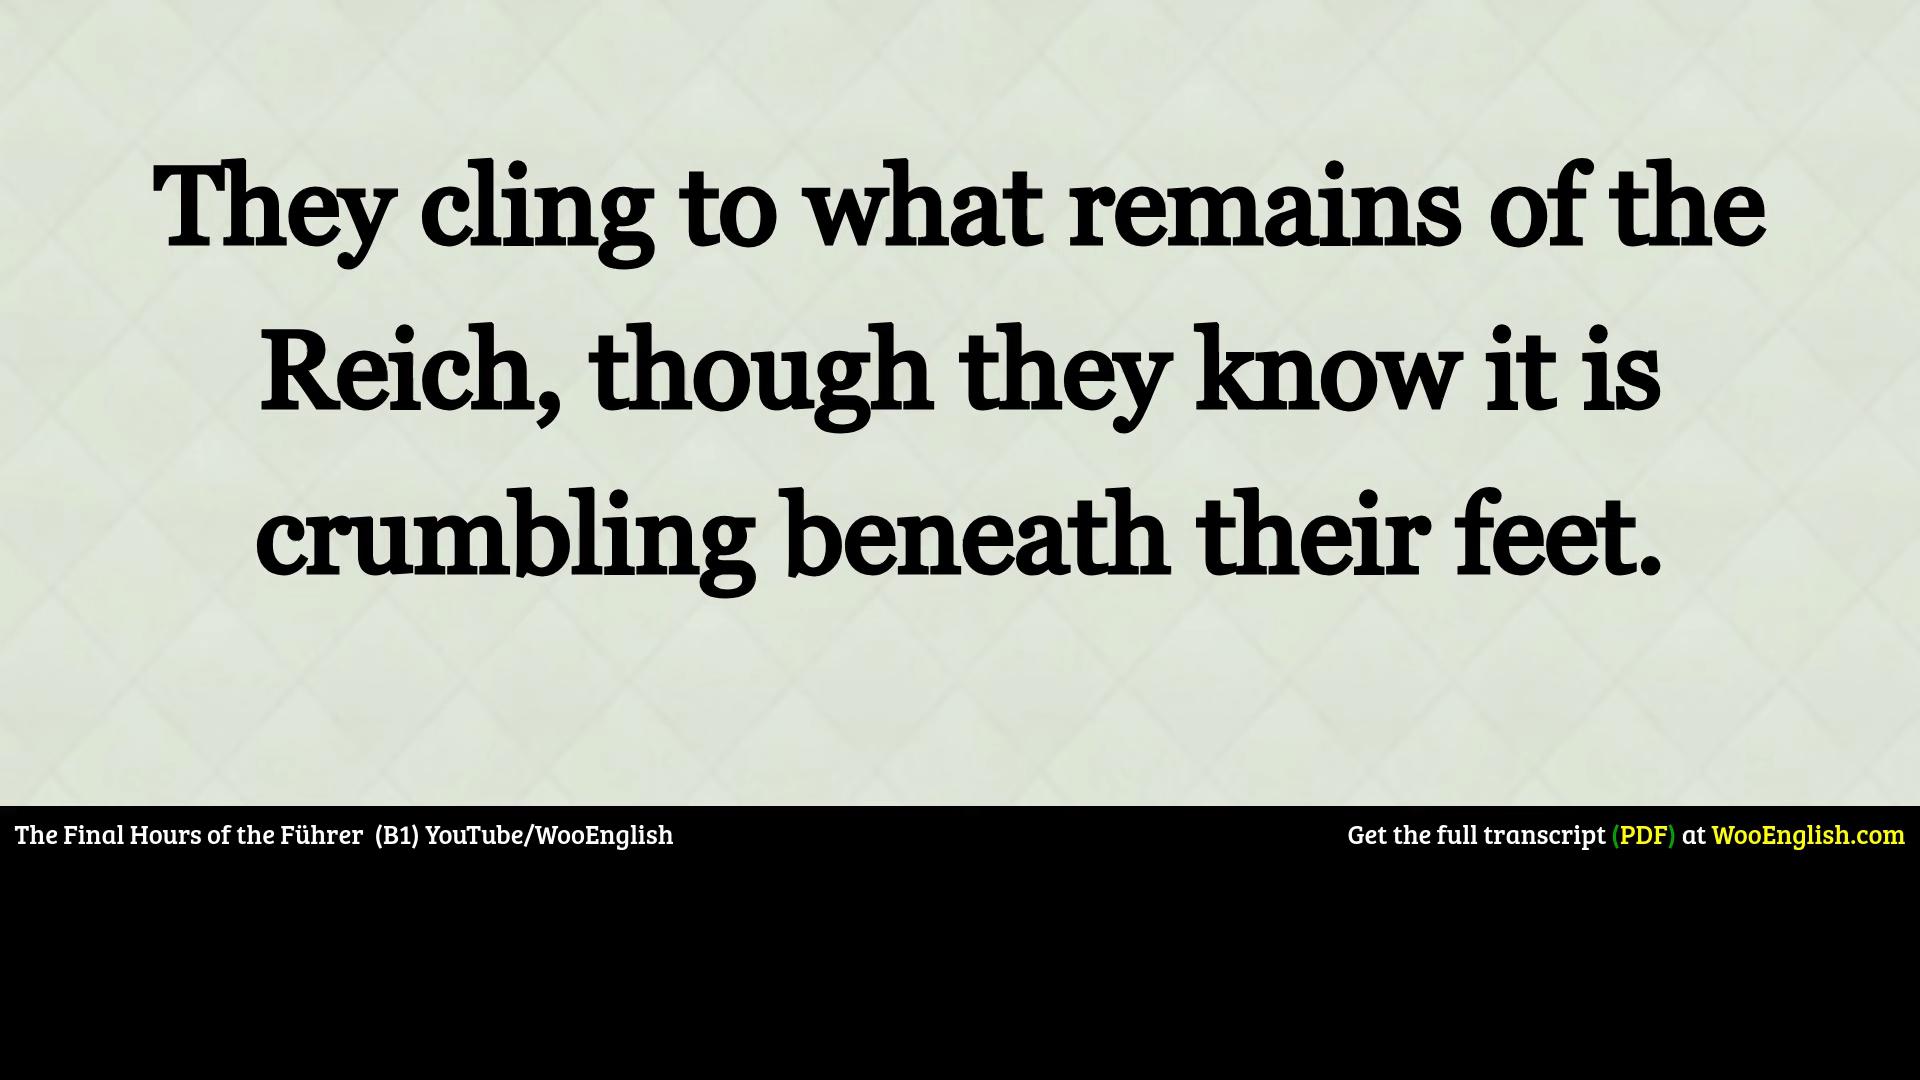 They cling to what remains of the
Reich, though they know it is
crumbling beneath their feet.
The Final Hours of the Führer  (B1) YouTube/WooEnglish
Get the full transcript (PDF) at WooEnglish.com